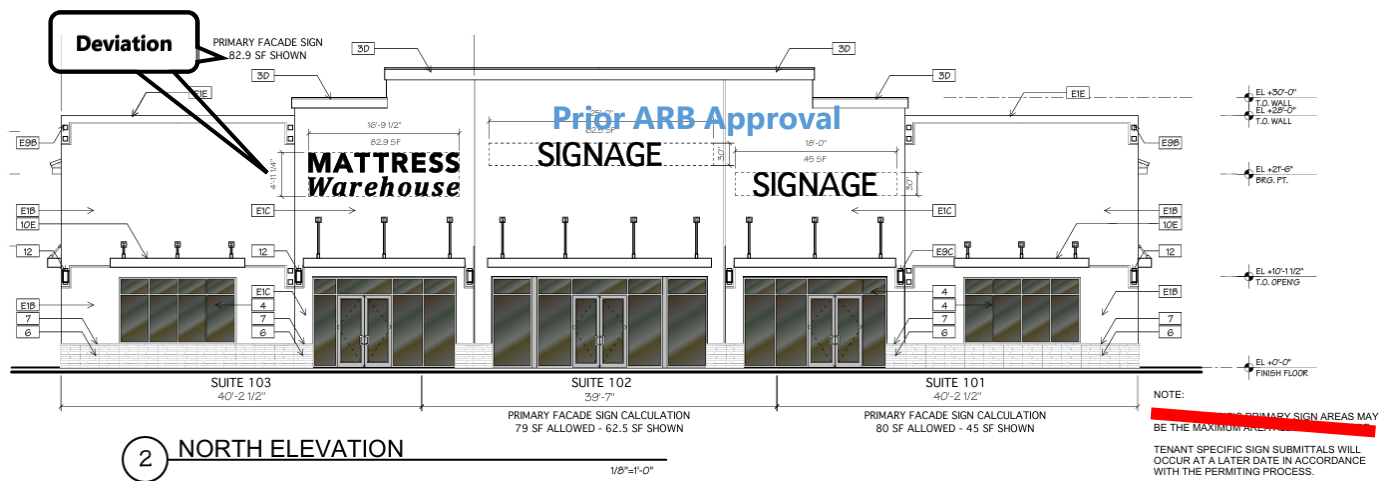 Deviation
PRIMARY FACADE SIGN
82.9 SF SHOWN
3D
3D
3D
3D
E1E
E1E
Prior ARB Approval
16'-9 1/2"
82.9 SF
4'-11 1/4"
MATTRESS
Warehouse
SIGNAGE
30"
18'-0"
45 SF
SIGNAGE
30"
EL +30'-0"
T.O. WALL
EL +28'-0"
T.O. WALL
EL +21'-6"
BRG. PT.
EL +10'-1 1/2"
T.O. OPEN'G
EL +0'-0"
FINISH FLOOR
E9B
E9B
E1B
E1C
E1C
E1B
10E
10E
12
12
E9C
12
E1B
E1C
4
4
E1B
4
7
7
7
7
6
6
6
6
SUITE 103
SUITE 102
SUITE 101
40'-2 1/2"
39'-7"
40'-2 1/2"
PRIMARY FACADE SIGN CALCULATION
79 SF ALLOWED - 62.5 SF SHOWN
PRIMARY FACADE SIGN CALCULATION
80 SF ALLOWED - 45 SF SHOWN
2
NORTH ELEVATION
1/8"=1'-0"
NOTE:
PRIMARY SIGN AREAS MAY
BE THE MAXIMUM
TENANT SPECIFIC SIGN SUBMITTALS WILL
OCCUR AT A LATER DATE IN ACCORDANCE
WITH THE PERMITING PROCESS.